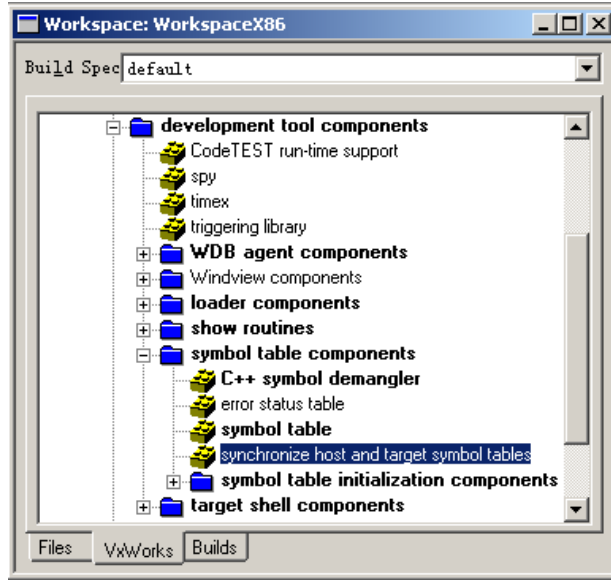 Workspace: WorkspaceX86
Build Spec default
development tool components
CodeTEST run-time support
spy
timex
triggering library
WDB agent components
Windview components
loader components
show routines
symbol table components
C++ symbol demangler
error status table
symbol table
synchronize host and target symbol tables
symbol table initialization components
target shell components
Files VxWorks Builds